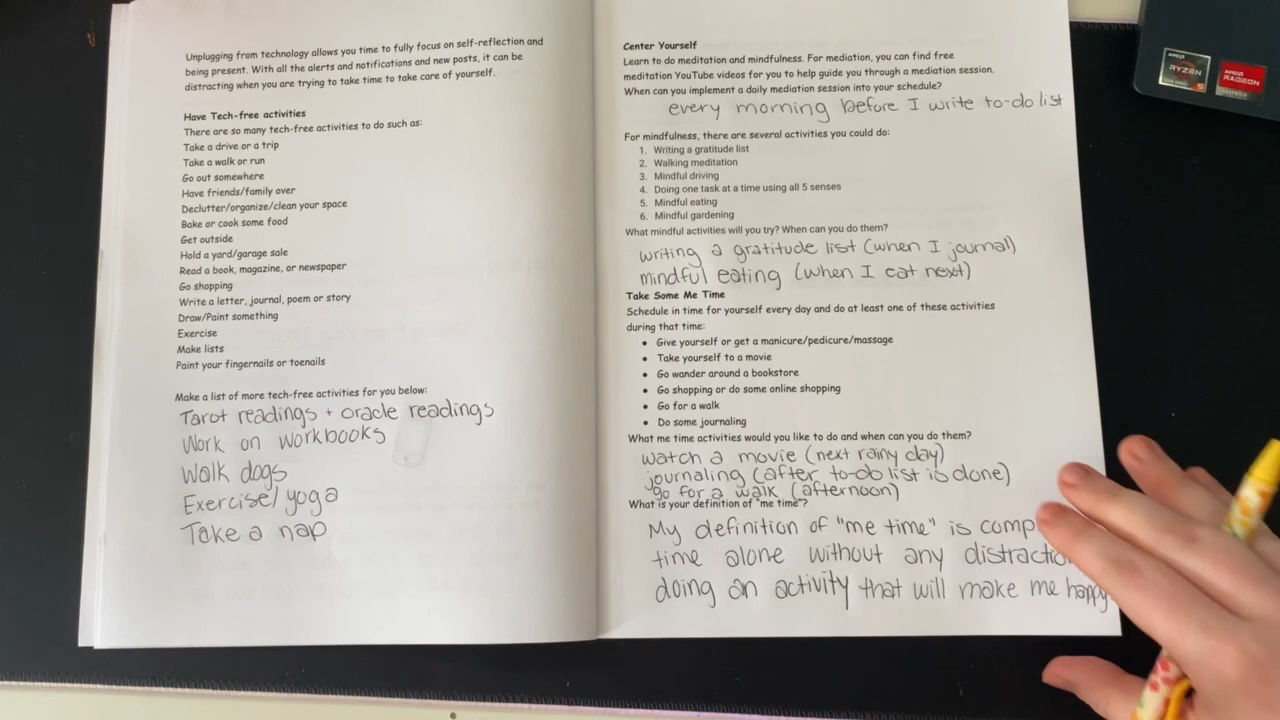 Unplugging from technology allows you time to fully focus on self-reflection and
being present. With all the alerts and notifications and new posts, it can be
distracting when you are trying to take time to take care of yourself.
Have Tech-free activities
There are so many tech-free activities to do such as:
Take a drive or a trip
Take a walk or run
Go out somewhere
Have friends/family over
Declutter/organize/clean your space
Bake or cook some food
Get outside
Hold a yard/garage sale
Read a book, magazine, or newspaper
Go shopping
Write a letter, journal, poem or story
Draw/Paint something
Exercise
Make lists
Paint your fingernails or toenails
Make a list of more tech-free activities for you below:
Tarot readings + oracle readings
Work on workbooks
Walk dogs
Exercise/yoga
Take a nap
Center Yourself
Learn to do meditation and mindfulness. For mediation, you can find free
meditation YouTube videos for you to help guide you through a mediation session.
When can you implement a daily mediation session into your schedule?
every morning before I write to-do list
For mindfulness, there are several activities you could do:
1. Writing a gratitude list
2. Walking meditation
3. Mindful driving
4. Doing one task at a time using all 5 senses
5. Mindful eating
6. Mindful gardening
What mindful activities will you try? When can you do them?
writing a gratitude list (when I journal)
mindful eating (when I eat next)
Take Some Me Time
Schedule in time for yourself every day and do at least one of these activities
during that time:
• Give yourself or get a manicure/pedicure/massage
• Take yourself to a movie
• Go wander around a bookstore
• Go shopping or do some online shopping
• Go for a walk
• Do some journaling
What me time activities would you like to do and when can you do them?
watch a movie (next rainy day)
journaling (after to-do list is done)
go for a walk (afternoon)
What is your definition of "me time"?
My definition of "me time" is comp
time alone without any distractio
doing an activity that will make me happy
AMD
RYZEN
5
AMD
RADEON